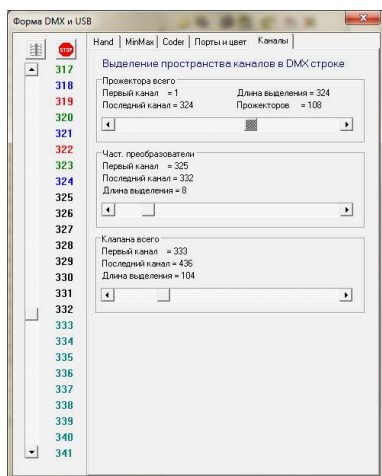 Форма DMX и USB
Hand MinMax Coder Порты и цвет Каналы
STOP
Выделение пространства каналов в DMX строке
Прожектора всего
Первый канал = 1 Длина выделения = 324
Последний канал = 324 Прожекторов = 108
Част. преобразователи
Первый канал = 325
Последний канал = 332
Длина выделения = 8
Клапана всего
Первый канал = 333
Последний канал = 436
Длина выделения = 104
317
318
319
320
321
322
323
324
325
326
327
328
329
330
331
332
333
334
335
336
337
338
339
340
341